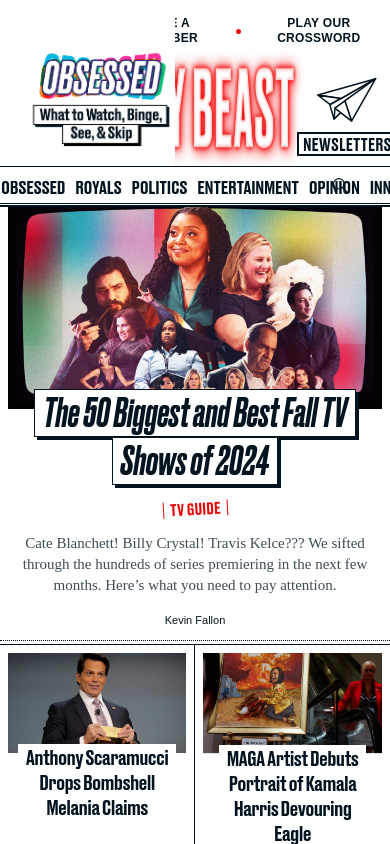 E A
BER
PLAY OUR
CROSSWORD
OBSESSED
What to Watch, Binge,
See, & Skip
Y BEAST
NEWSLETTERS
OBSESSED ROYALS POLITICS ENTERTAINMENT OPINION INN
The 50 Biggest and Best Fall TV
Shows of 2024
TV GUIDE
Cate Blanchett! Billy Crystal! Travis Kelce??? We sifted
through the hundreds of series premiering in the next few
months. Here’s what you need to pay attention.
Kevin Fallon
Anthony Scaramucci
Drops Bombshell
Melania Claims
MAGA Artist Debuts
Portrait of Kamala
Harris Devouring
Eagle